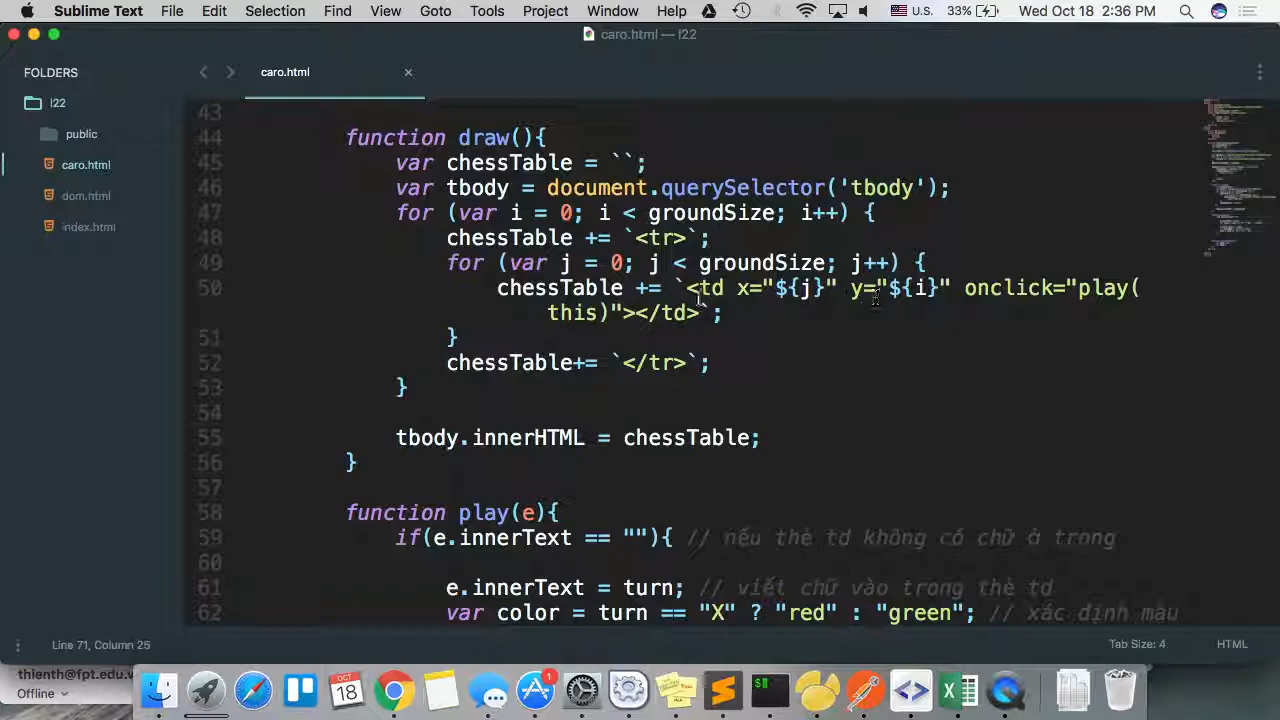 Sublime Text File Edit Selection Find View Goto Tools Project Window Help U.S. 33% Wed Oct 18 2:36 PM
caro.html — l22
FOLDERS
l22
public
caro.html
dom.html
index.html
caro.html ×
43
44 function draw(){
45 var chessTable = ``;
46 var tbody = document.querySelector('tbody');
47 for (var i = 0; i < groundSize; i++) {
48 chessTable += `<tr>`;
49 for (var j = 0; j < groundSize; j++) {
50 chessTable += `<td x="${j}" y="${i}" onclick="play(
this)"></td>`;
51 }
52 chessTable+= `</tr>`;
53 }
54
55 tbody.innerHTML = chessTable;
56 }
57
58 function play(e){
59 if(e.innerText == ""){ // nếu thẻ td không có chữ ở trong
60
61 e.innerText = turn; // viết chữ vào trong thẻ td
62 var color = turn == "X" ? "red" : "green"; // xác định màu
Line 71, Column 25 Tab Size: 4 HTML
thienth@fpt.edu.v
Offline
OCT
18
1
$